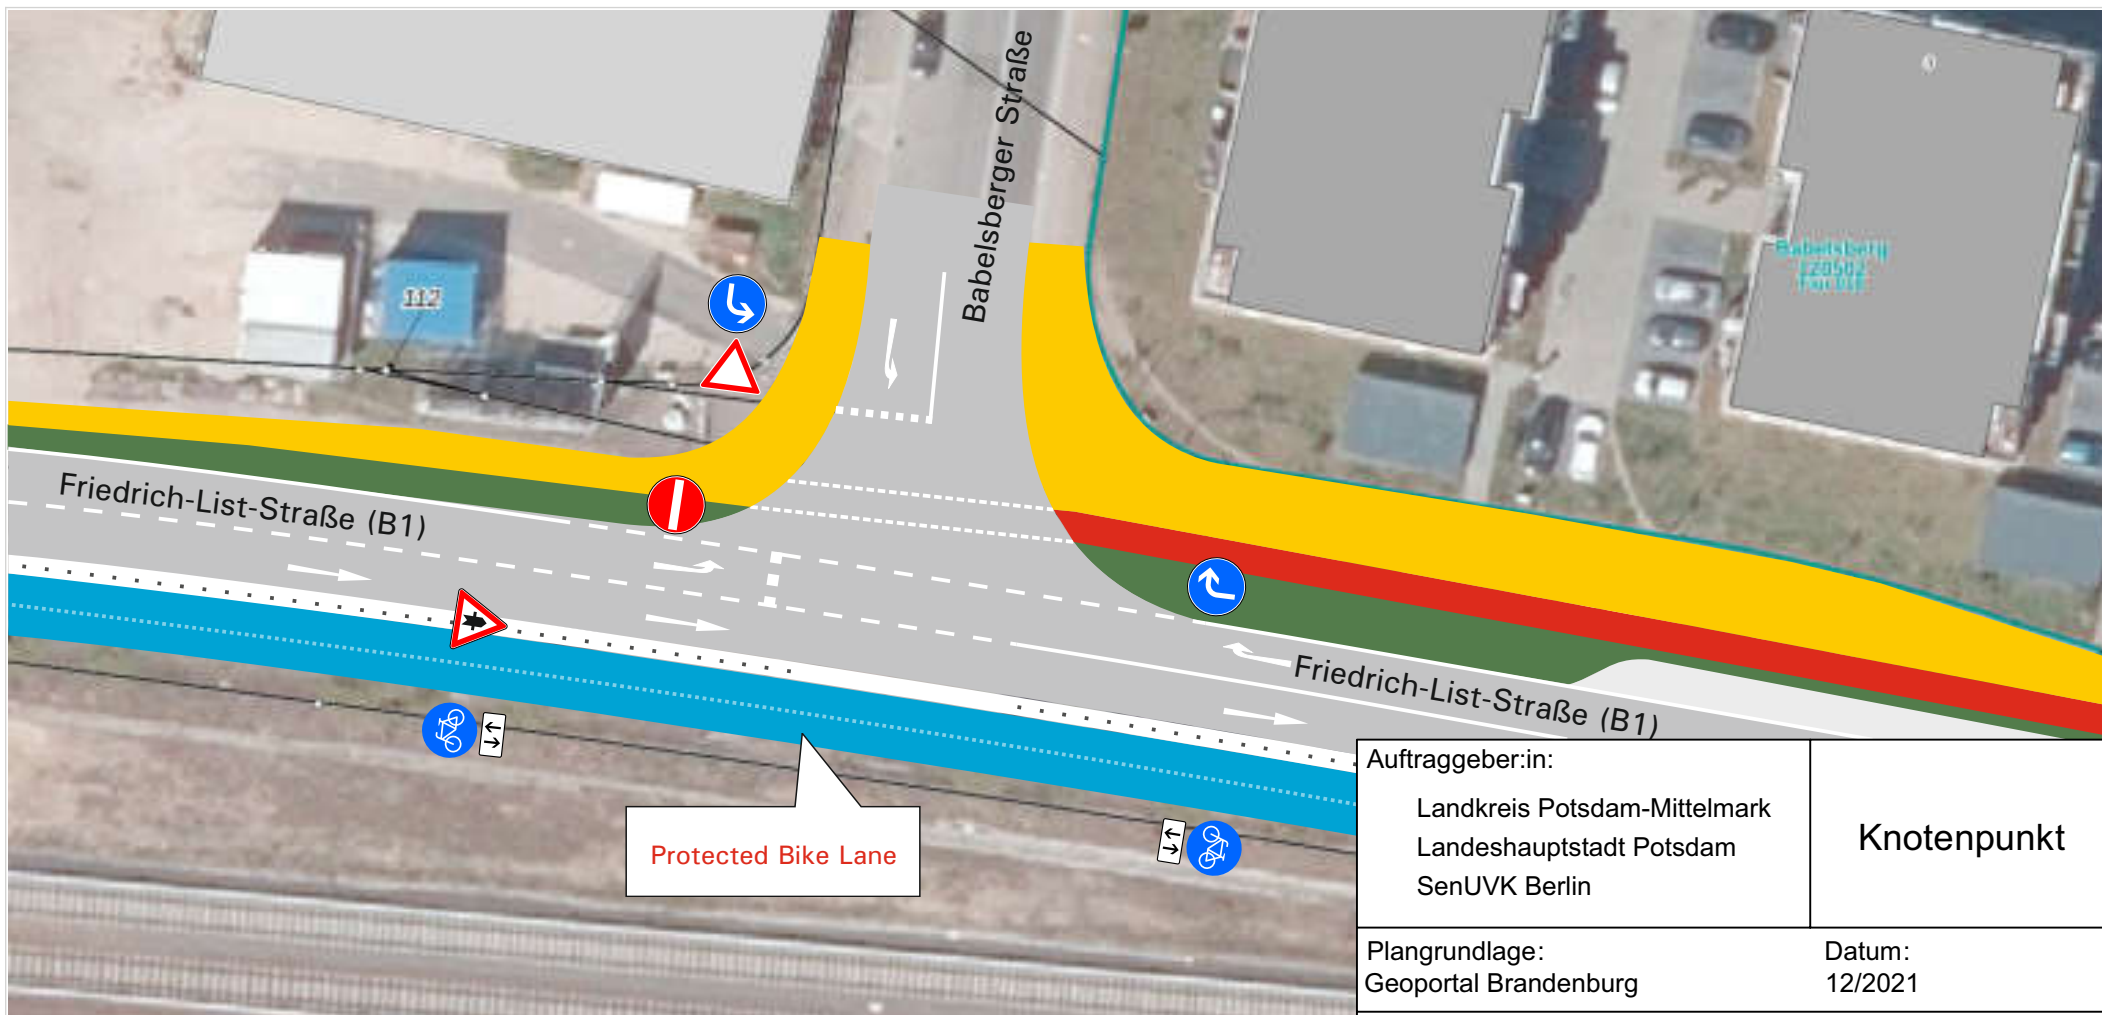 Babelsberger Straße
112
Babelsberg
Friedrich-List-Straße (B1)
Friedrich-List-Straße (B1)
Protected Bike Lane
Auftraggeber:in:
Landkreis Potsdam-Mittelmark
Landeshauptstadt Potsdam
SenUVK Berlin
Knotenpunkt
Plangrundlage:
Geoportal Brandenburg
Datum:
12/2021